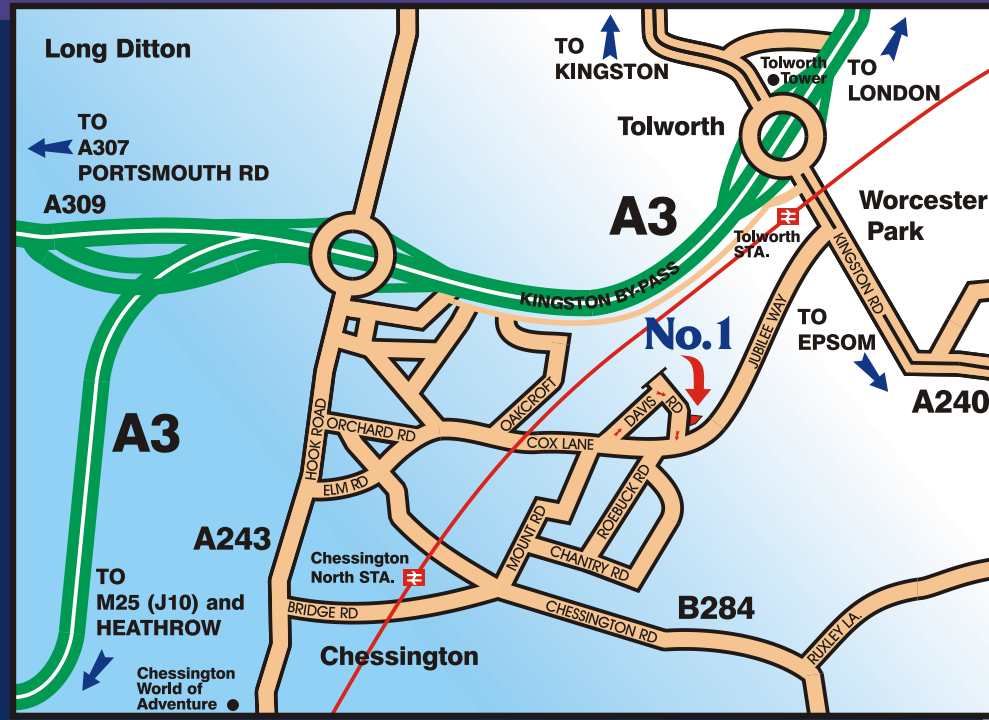 Long Ditton
TO
KINGSTON
Tolworth
Tower
TO
LONDON
TO
A307
PORTSMOUTH RD
Tolworth
A309
A3
Worcester
Park
Tolworth
STA.
KINGSTON RD
KINGSTON BY-PASS
JUBILEE WAY
TO
EPSOM
No.1
A240
A3
HOOK ROAD
ORCHARD RD
OAKCROFT
COX LANE
DAVIS
RD
ELM RD
ROEBUCK RD
MOUNT RD
CHANTRY RD
A243
Chessington
North STA.
TO
M25 (J10) and
HEATHROW
BRIDGE RD
CHESSINGTON RD
B284
RUXLEY LA.
Chessington
Chessington
World of
Adventure